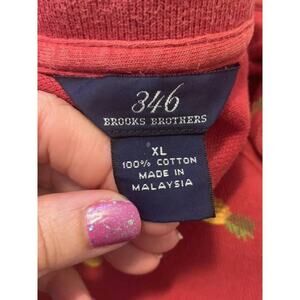 346
BROOKS BROTHERS
XL
100% COTTON
MADE IN
MALAYSIA